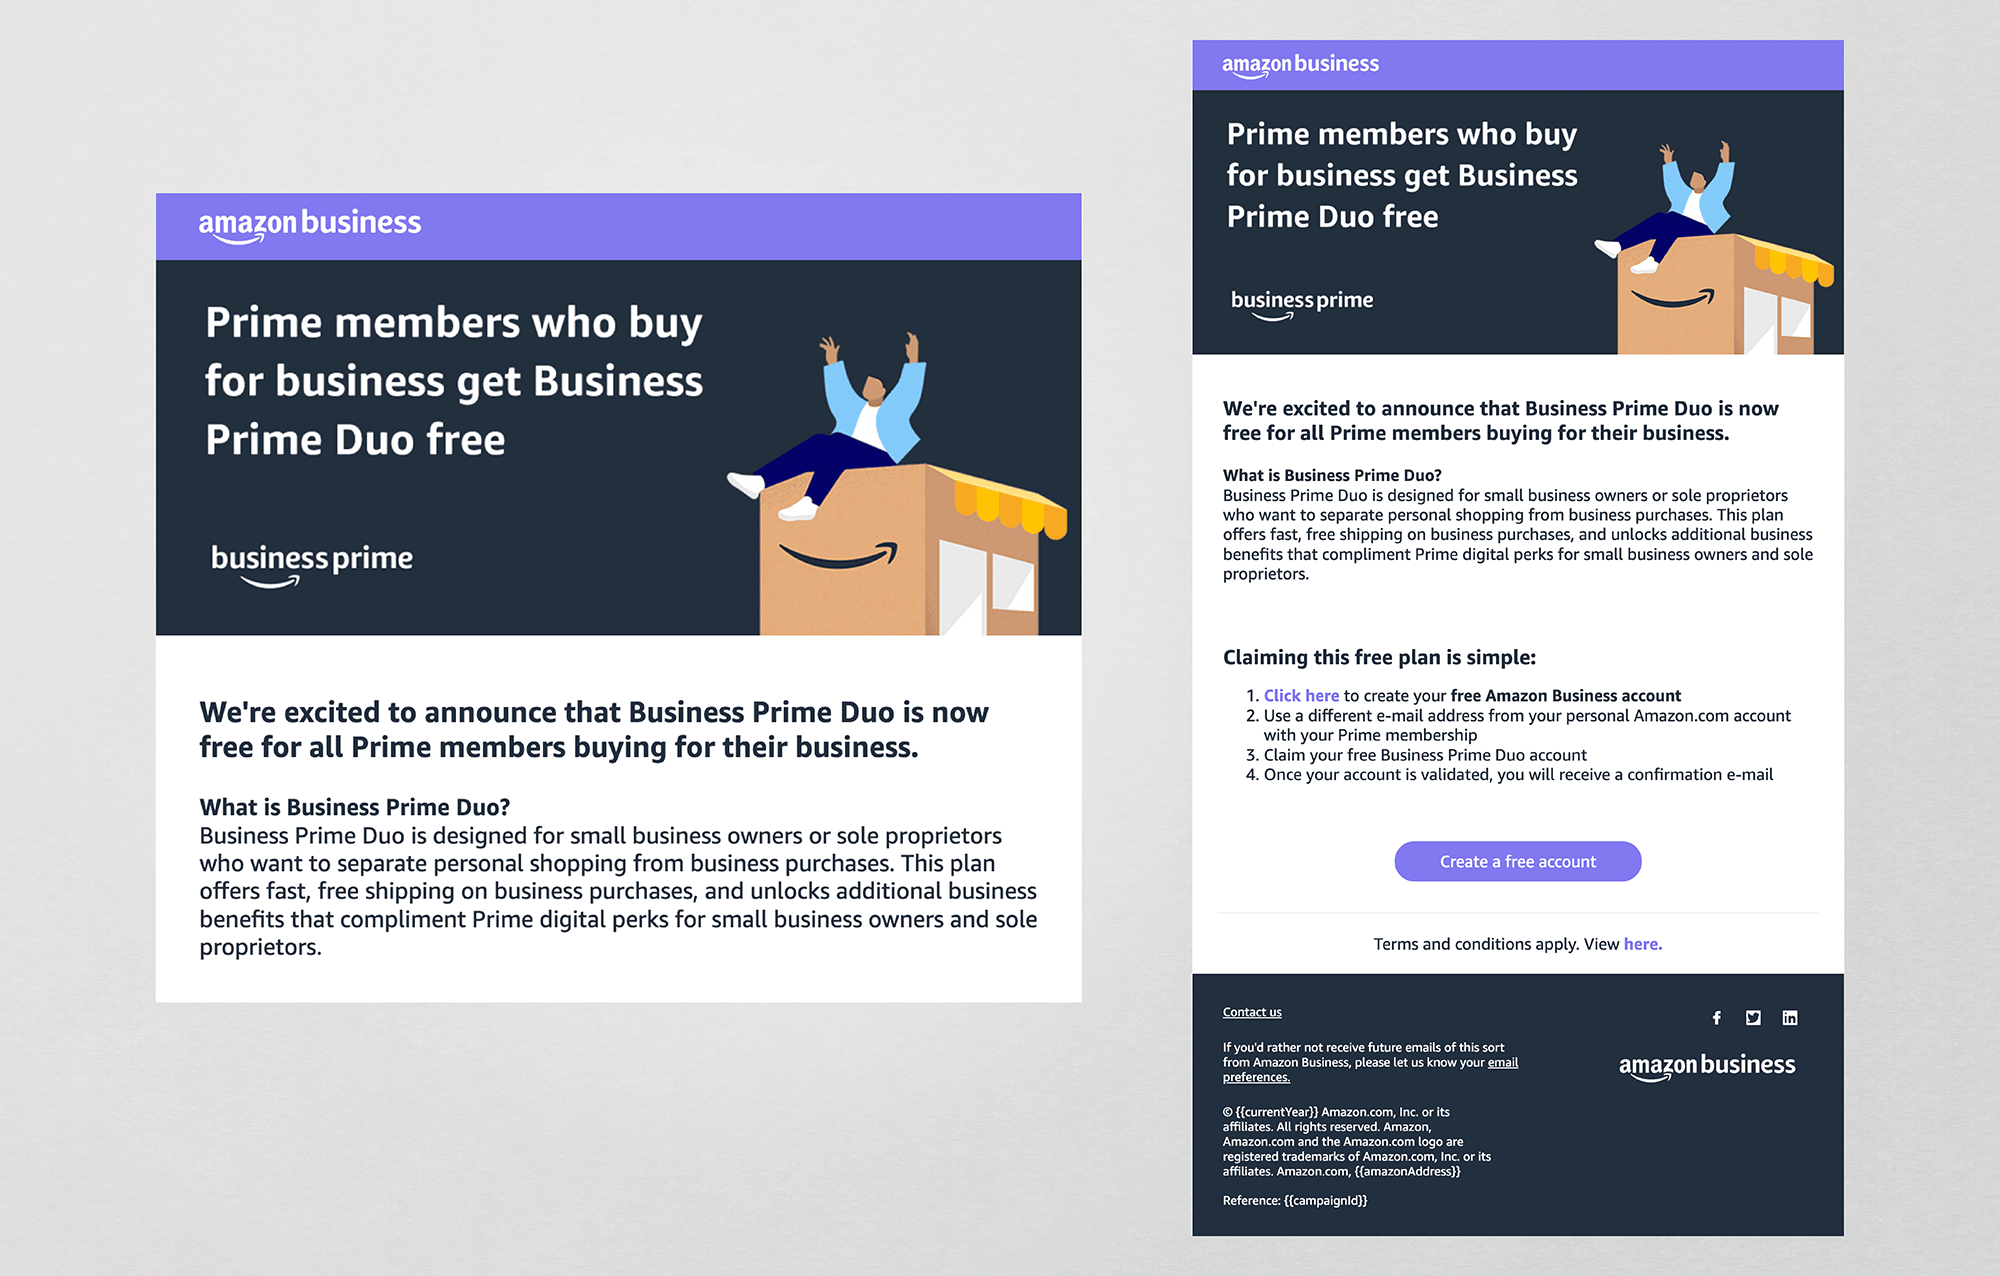 amazon business
Prime members who buy
for business get Business
Prime Duo free
business prime
We're excited to announce that Business Prime Duo is now
free for all Prime members buying for their business.
What is Business Prime Duo?
Business Prime Duo is designed for small business owners or sole proprietors
who want to separate personal shopping from business purchases. This plan
offers fast, free shipping on business purchases, and unlocks additional business
benefits that compliment Prime digital perks for small business owners and sole
proprietors.
amazon business
Prime members who buy
for business get Business
Prime Duo free
business prime
We're excited to announce that Business Prime Duo is now
free for all Prime members buying for their business.
What is Business Prime Duo?
Business Prime Duo is designed for small business owners or sole proprietors
who want to separate personal shopping from business purchases. This plan
offers fast, free shipping on business purchases, and unlocks additional business
benefits that compliment Prime digital perks for small business owners and sole
proprietors.
Claiming this free plan is simple:
1. Click here to create your free Amazon Business account
2. Use a different e-mail address from your personal Amazon.com account
with your Prime membership
3. Claim your free Business Prime Duo account
4. Once your account is validated, you will receive a confirmation e-mail
Create a free account
Terms and conditions apply. View here.
Contact us
If you'd rather not receive future emails of this sort
from Amazon Business, please let us know your email
preferences.
© {{currentYear}} Amazon.com, Inc. or its
affiliates. All rights reserved. Amazon,
Amazon.com and the Amazon.com logo are
registered trademarks of Amazon.com, Inc. or its
affiliates. Amazon.com, {{amazonAddress}}
Reference: {{campaignId}}
amazon business